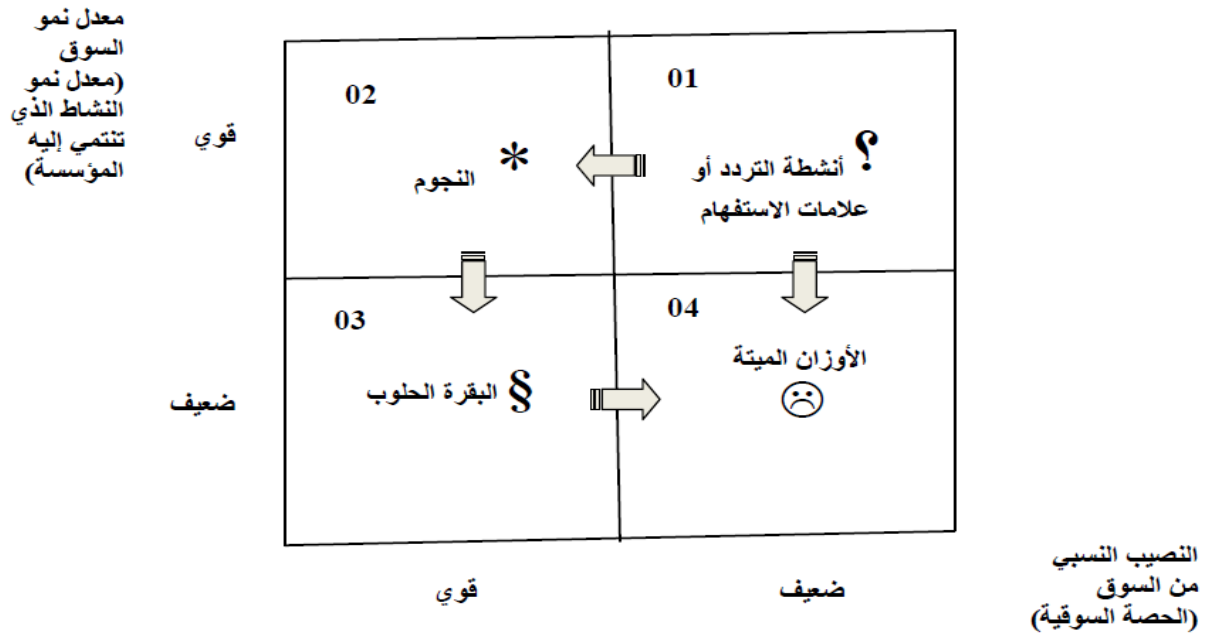 معدل نمو
السوق
(معدل نمو
النشاط الذي
تنتمي إليه
المؤسسة)
قوي
ضعيف
01
؟ أنشطة التردد أو
علامات الاستفهام
02
* النجوم
03
§ البقرة الحلوب
04
الأوزان الميتة
☹
ضعيف
قوي
النصيب النسبي
من السوق
(الحصة السوقية)